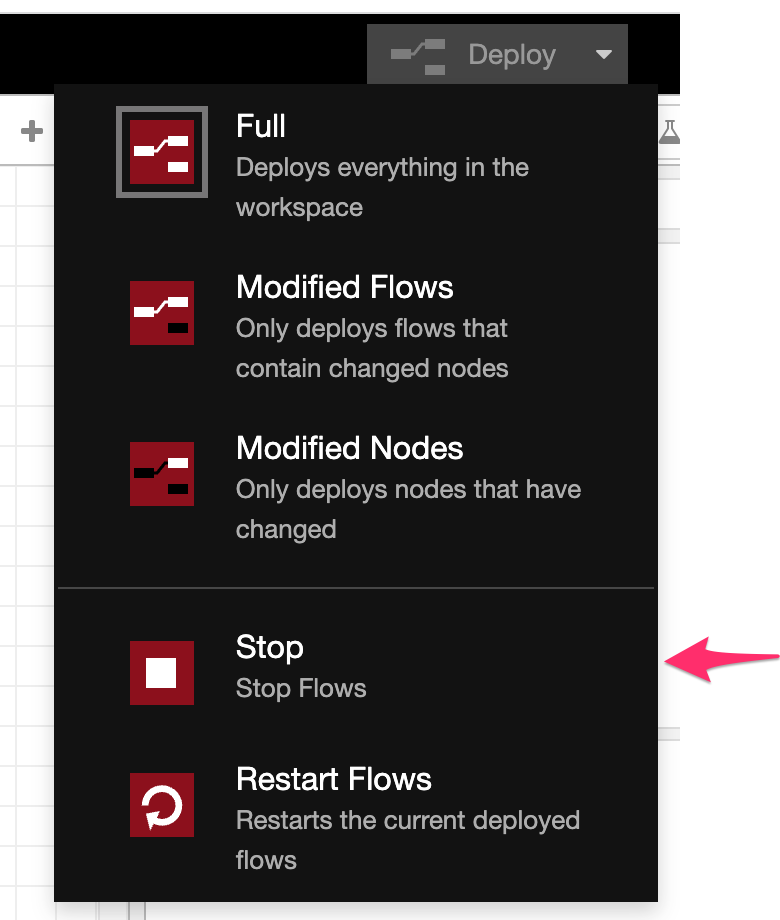 Deploy
Full
Deploys everything in the
workspace
Modified Flows
Only deploys flows that
contain changed nodes
Modified Nodes
Only deploys nodes that have
changed
Stop
Stop Flows
Restart Flows
Restarts the current deployed
flows